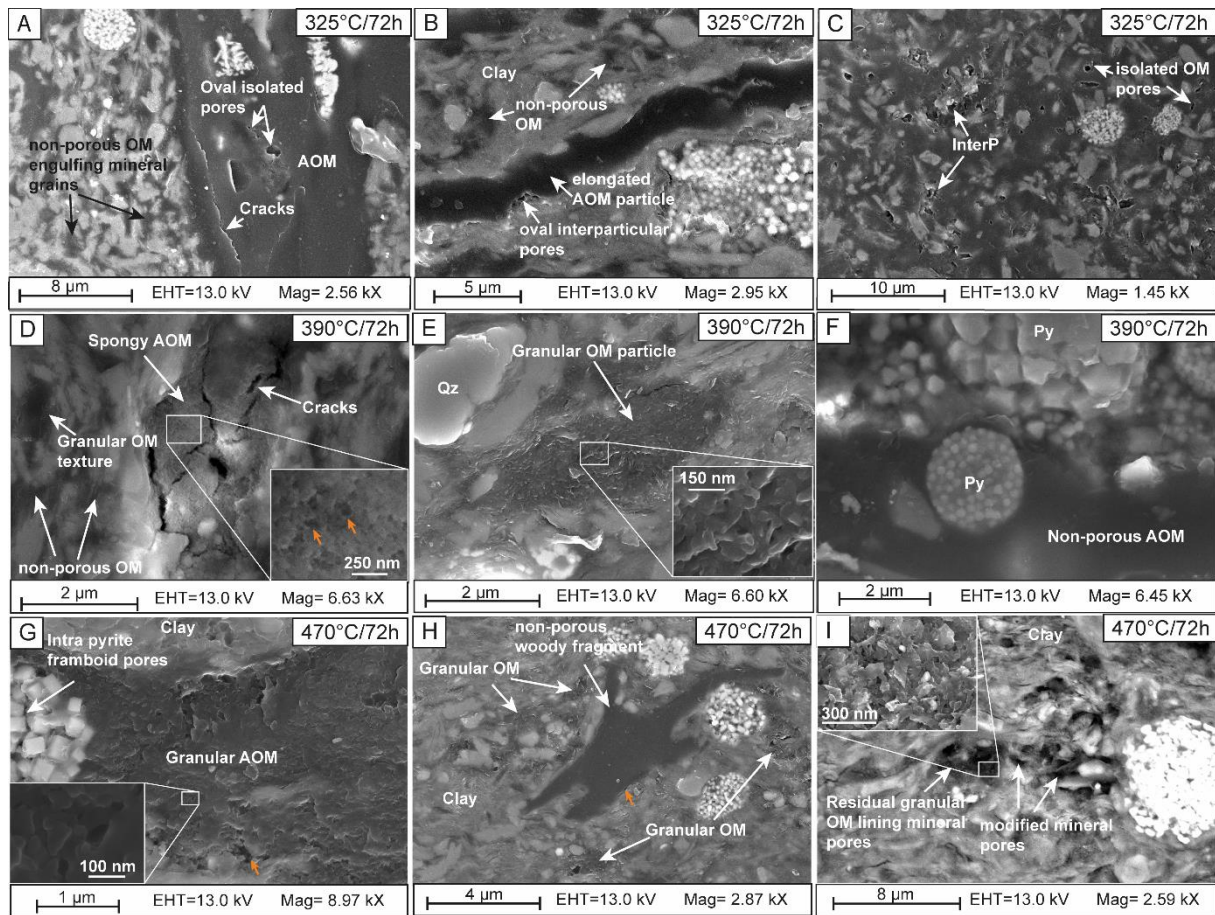 A
325°C/72h
Oval isolated
pores
AOM
non-porous OM
engulfing mineral
grains
Cracks
8 µm
EHT=13.0 kV
Mag= 2.56 kX
B
325°C/72h
Clay
non-porous
OM
elongated
AOM particle
oval interparticular
pores
5 µm
EHT=13.0 kV
Mag= 2.95 kX
C
325°C/72h
isolated OM
pores
InterP
10 µm
EHT=13.0 kV
Mag= 1.45 kX
D
390°C/72h
Spongy AOM
Cracks
Granular OM
texture
non-porous OM
250 nm
2 µm
EHT=13.0 kV
Mag= 6.63 kX
E
390°C/72h
Granular OM particle
Qz
150 nm
2 µm
EHT=13.0 kV
Mag= 6.60 kX
F
390°C/72h
Py
Py
Non-porous AOM
2 µm
EHT=13.0 kV
Mag= 6.45 kX
G
470°C/72h
Clay
Intra pyrite
framboid pores
Granular AOM
100 nm
1 µm
EHT=13.0 kV
Mag= 8.97 kX
H
470°C/72h
non-porous
woody fragment
Granular OM
Clay
Granular OM
4 µm
EHT=13.0 kV
Mag= 2.87 kX
I
470°C/72h
Clay
300 nm
Residual granular
OM lining mineral
pores
modified mineral
pores
8 µm
EHT=13.0 kV
Mag= 2.59 kX